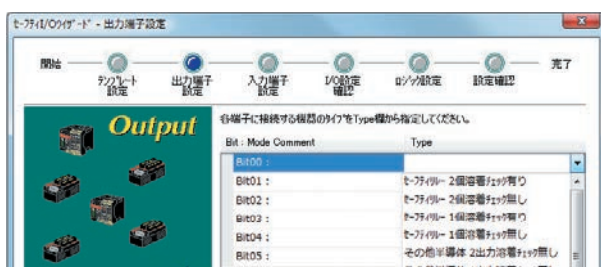 セーフティI/Oウィザード - 出力端子設定
開始 テンプレート設定 出力端子設定 入力端子設定 I/O設定確認 ロジック設定 設定確認 完了
Output
各端子に接続する機器のタイプをType欄から指定してください。
Bit : Mode Comment Type
Bit00 :
Bit01 : セーフティリレー 2個溶着チェック有り
Bit02 : セーフティリレー 2個溶着チェック無し
Bit03 : セーフティリレー 1個溶着チェック有り
Bit04 : セーフティリレー 1個溶着チェック無し
Bit05 : その他半導体 2出力溶着チェック無し